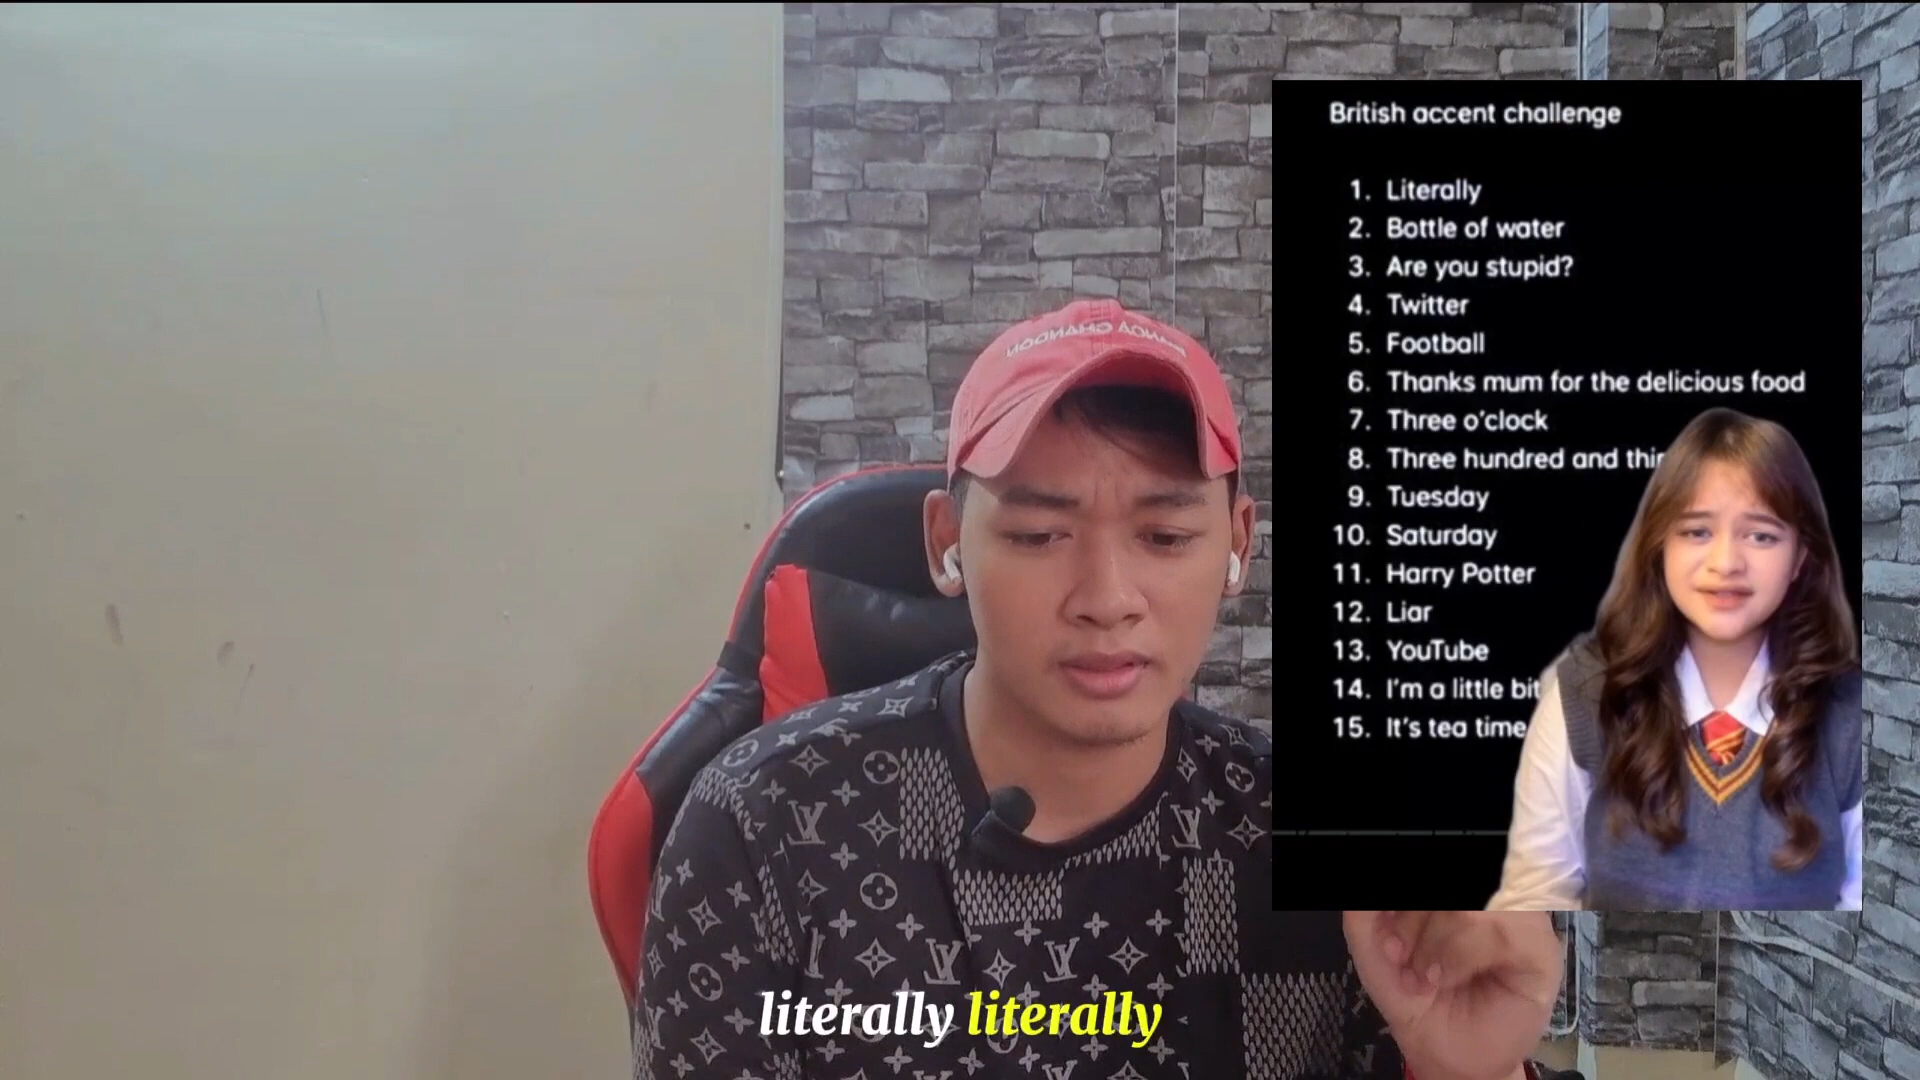 British accent challenge
1. Literally
2. Bottle of water
3. Are you stupid?
4. Twitter
5. Football
6. Thanks mum for the delicious food
7. Three o'clock
8. Three hundred and
9. Tuesday
10. Saturday
11. Harry Potter
12. Liar
13. YouTube
14. I'm a little bit
15. It's tea time
literally literally